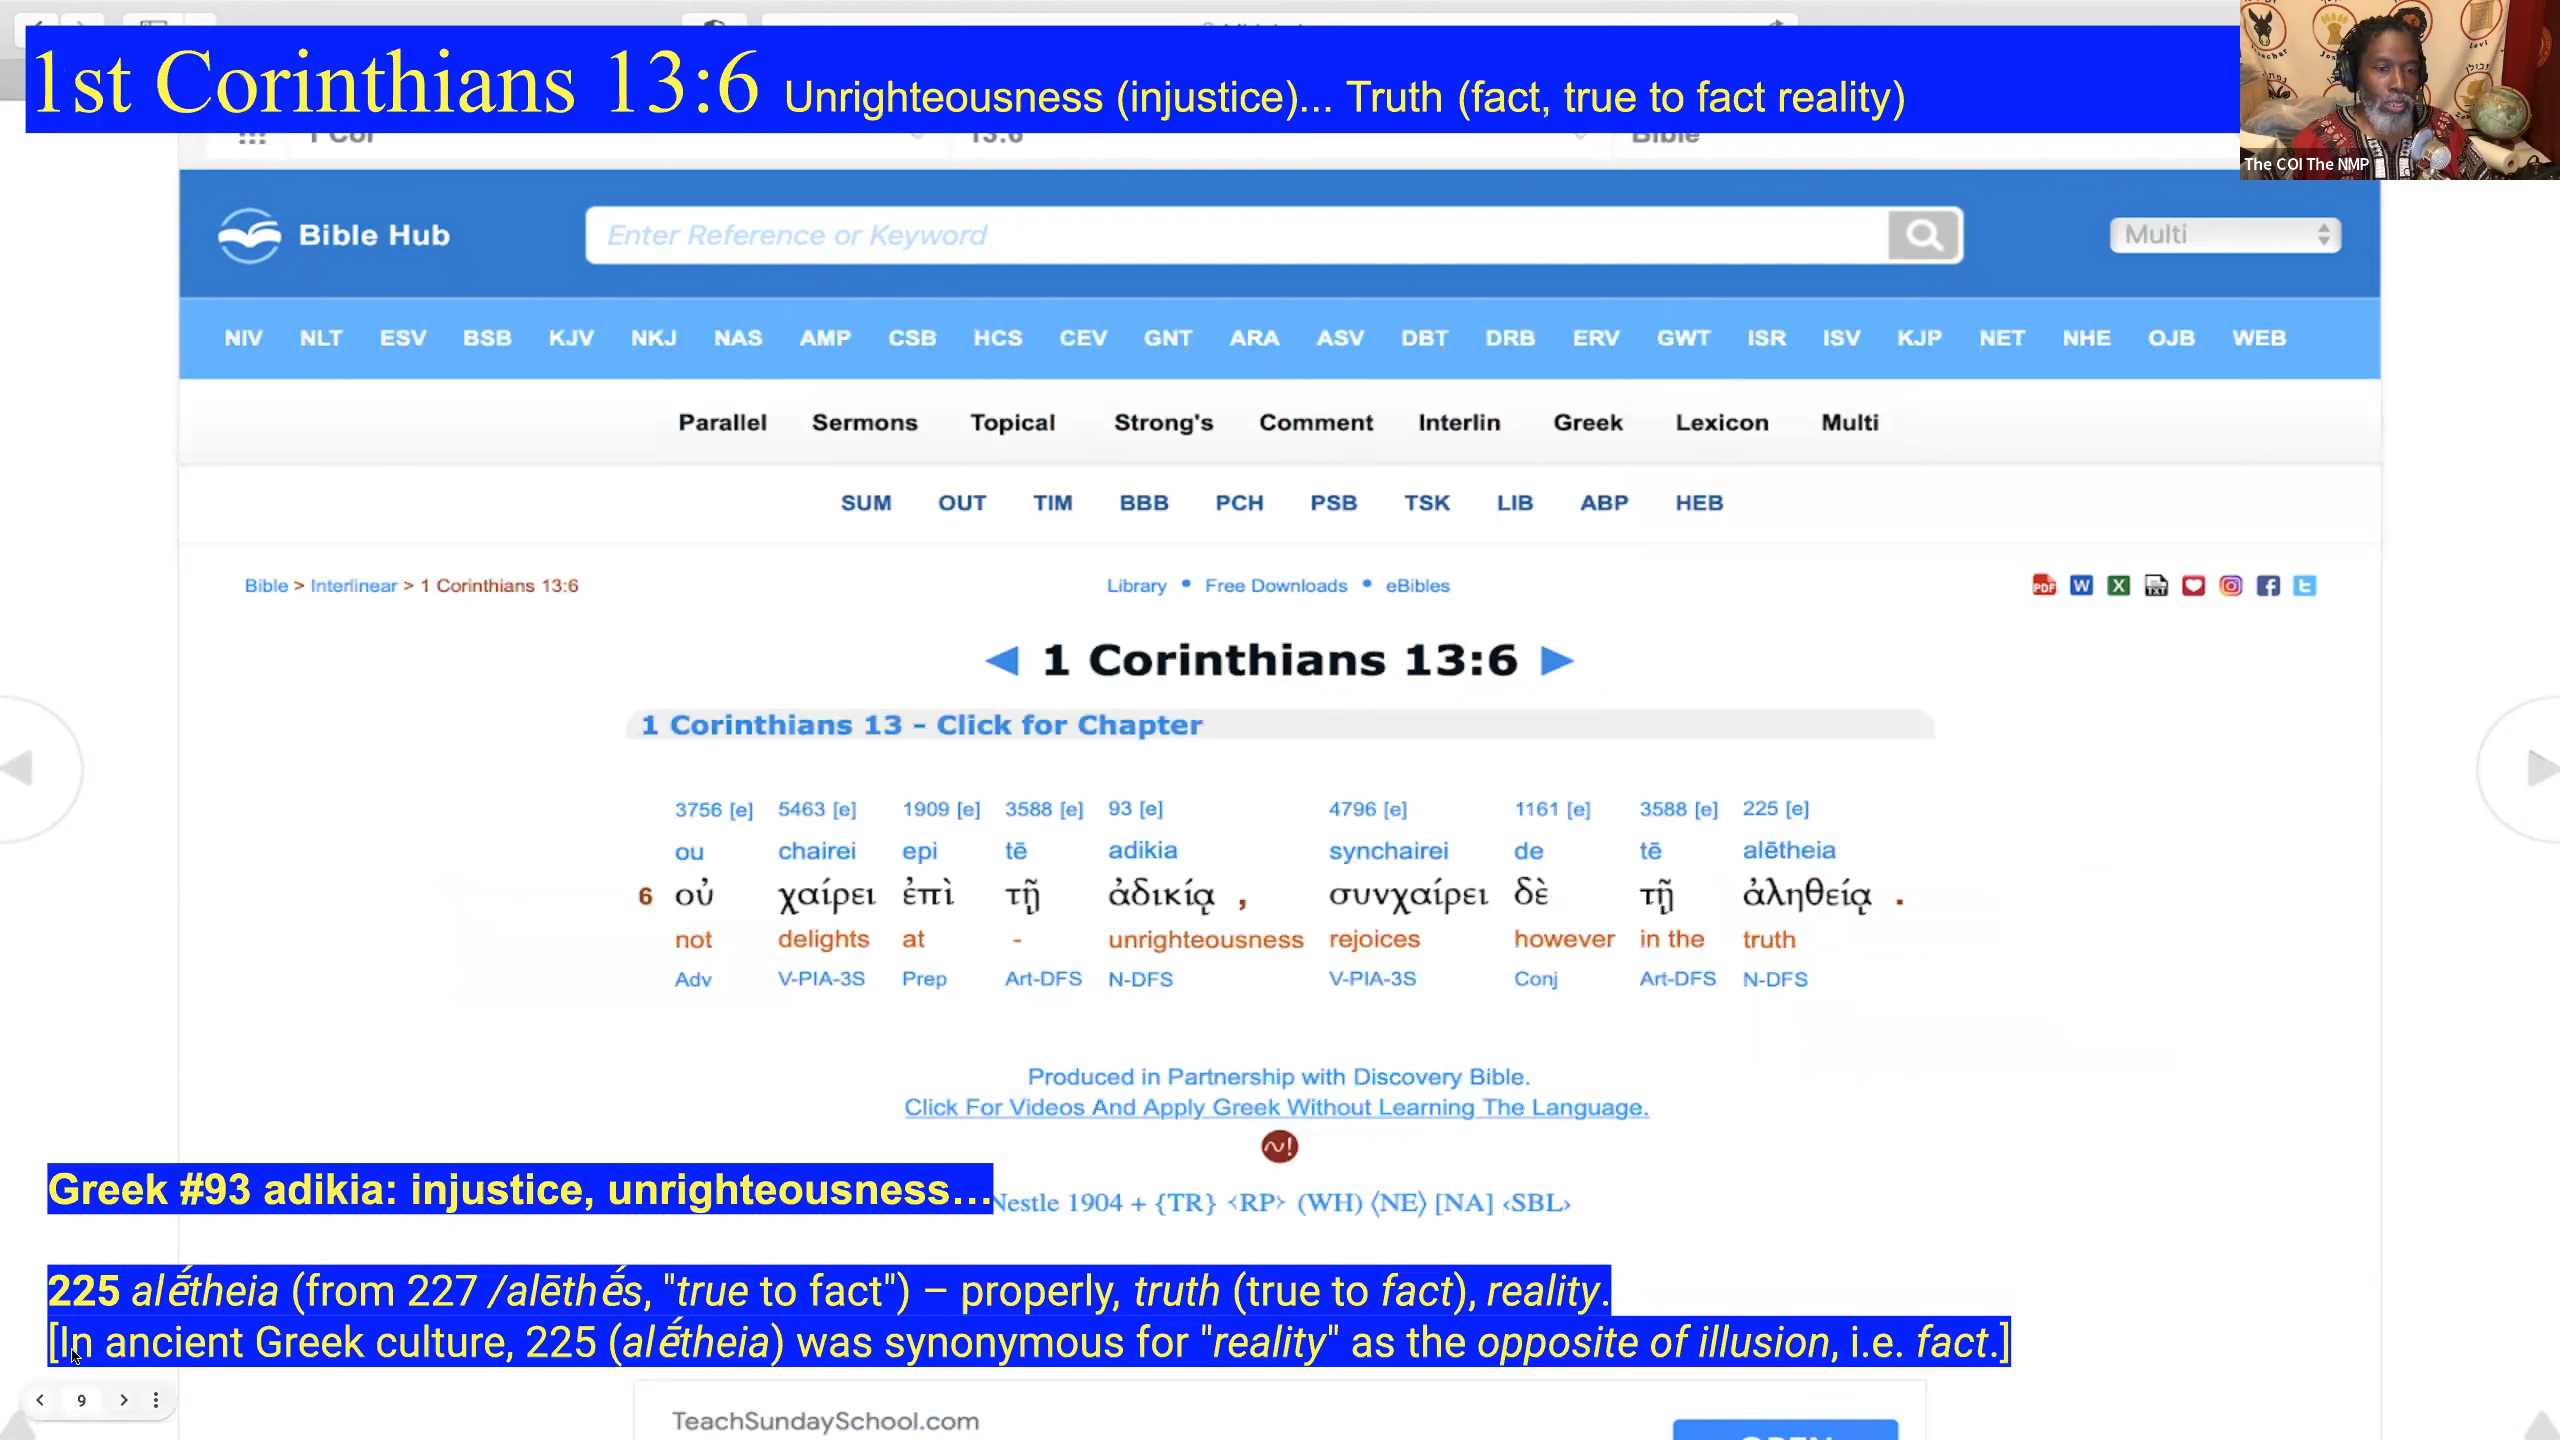 1st Corinthians 13:6 Unrighteousness (injustice)... Truth (fact, true to fact reality)
The COI The NMP
1 Cor 13:6 Bible
Bible Hub Enter Reference or Keyword Multi
NIV NLT ESV BSB KJV NKJ NAS AMP CSB HCS CEV GNT ARA ASV DBT DRB ERV GWT ISR ISV KJP NET NHE OJB WEB
Parallel Sermons Topical Strong's Comment Interlin Greek Lexicon Multi
SUM OUT TIM BBB PCH PSB TSK LIB ABP HEB
Bible > Interlinear > 1 Corinthians 13:6 Library • Free Downloads • eBibles
◀ 1 Corinthians 13:6 ▶
1 Corinthians 13 - Click for Chapter
3756 [e] 5463 [e] 1909 [e] 3588 [e] 93 [e] 4796 [e] 1161 [e] 3588 [e] 225 [e]
ou chairei epi tē adikia synchairei de tē alētheia
6 οὐ χαίρει ἐπὶ τῇ ἀδικίᾳ , συνχαίρει δὲ τῇ ἀληθείᾳ .
not delights at - unrighteousness rejoices however in the truth
Adv V-PIA-3S Prep Art-DFS N-DFS V-PIA-3S Conj Art-DFS N-DFS
Produced in Partnership with Discovery Bible.
Click For Videos And Apply Greek Without Learning The Language.
Greek #93 adikia: injustice, unrighteousness…
Nestle 1904 + {TR} <RP> (WH) ⟨NE⟩ [NA] ‹SBL›
225 alḗtheia (from 227 /alēthḗs, "true to fact") – properly, truth (true to fact), reality.
[In ancient Greek culture, 225 (alḗtheia) was synonymous for "reality" as the opposite of illusion, i.e. fact.]
9
TeachSundaySchool.com